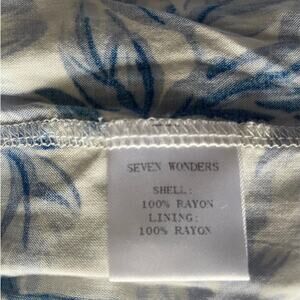 SEVEN WONDERS
SHELL:
100% RAYON
LINING:
100% RAYON